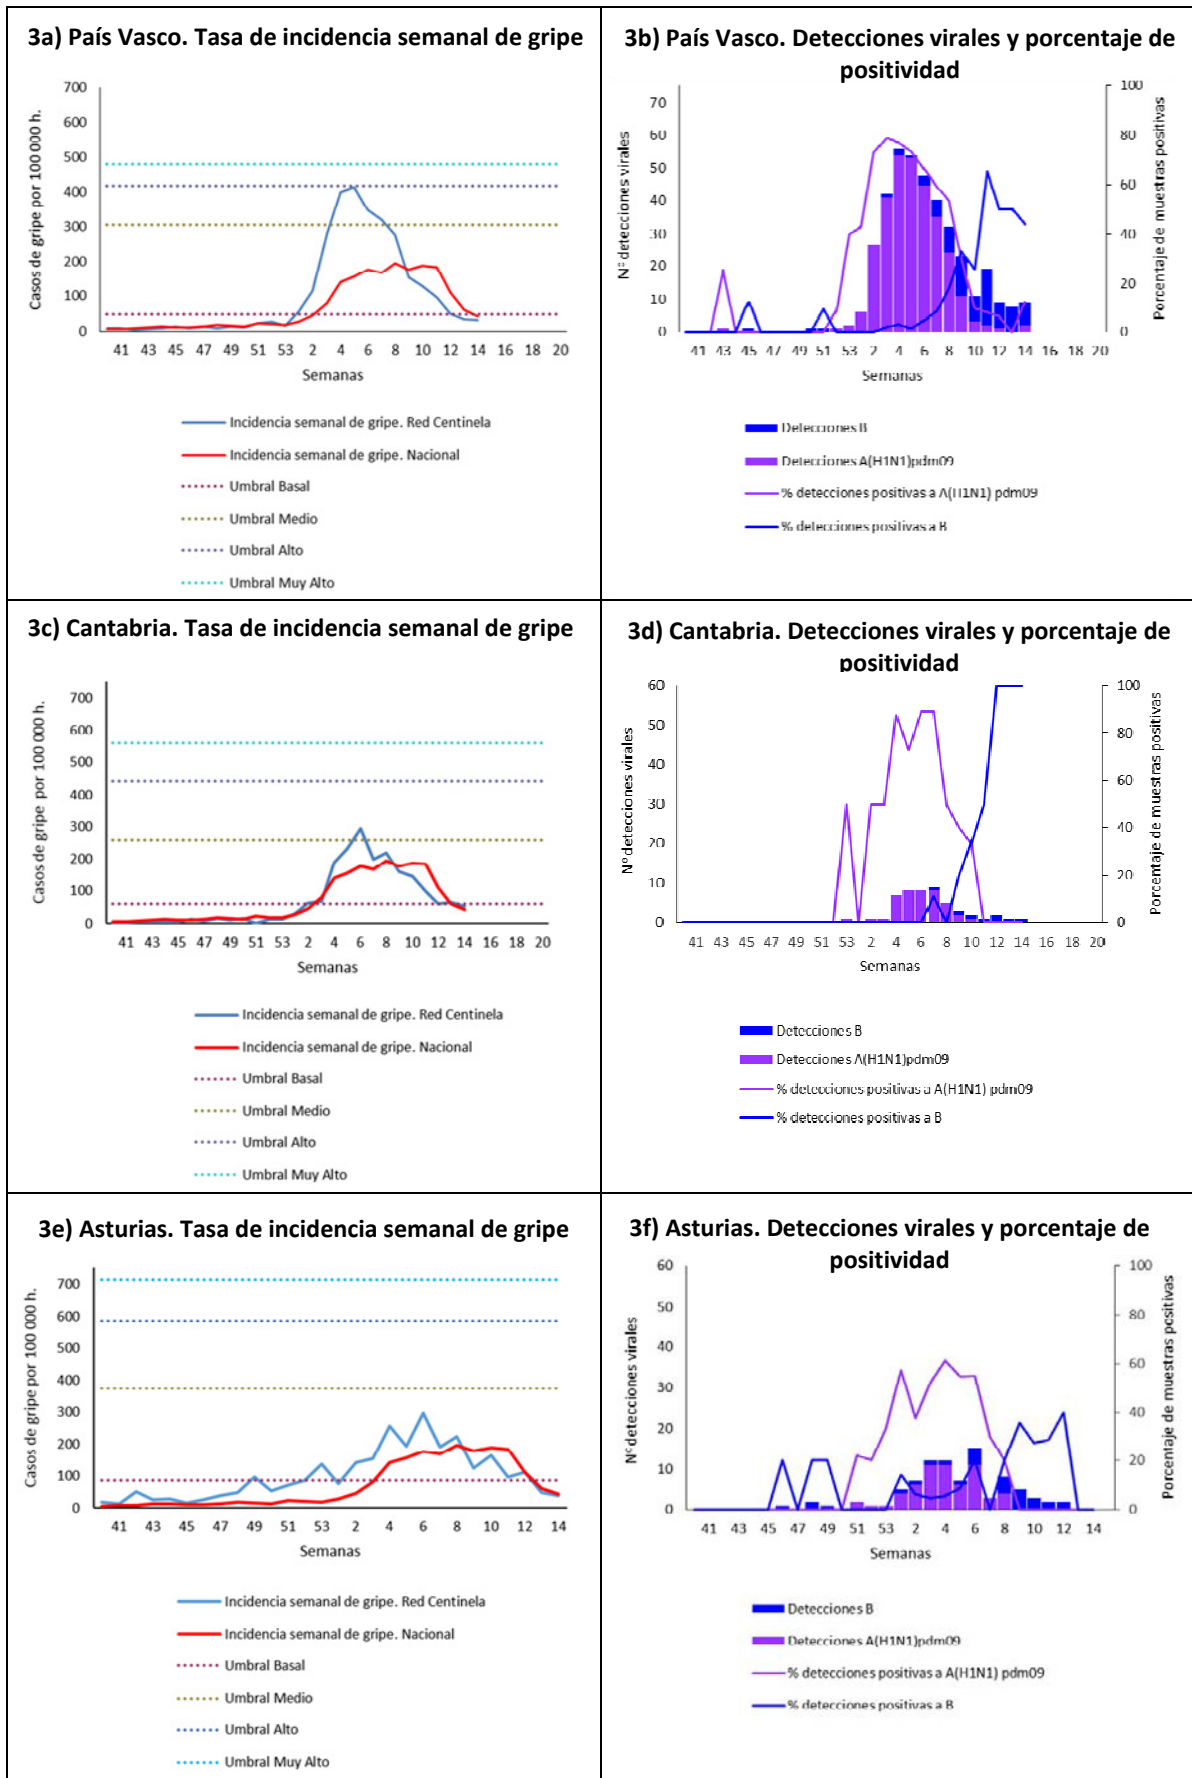 3a) País Vasco. Tasa de incidencia semanal de gripe
Casos de gripe por 100 000 h.
700
600
500
400
300
200
100
0
41 43 45 47 49 51 53 2 4 6 8 10 12 14 16 18 20
Semanas
Incidencia semanal de gripe. Red Centinela
Incidencia semanal de gripe. Nacional
Umbral Basal
Umbral Medio
Umbral Alto
Umbral Muy Alto
3b) País Vasco. Detecciones virales y porcentaje de
positividad
Nº detecciones virales
70
60
50
40
30
20
10
0
100
80
60
40
20
0
Porcentaje de muestras positivas
41 43 45 47 49 51 53 2 4 6 8 10 12 14 16 18 20
Semanas
Detecciones B
Detecciones A(H1N1)pdm09
% detecciones positivas a A(H1N1) pdm09
% detecciones positivas a B
3c) Cantabria. Tasa de incidencia semanal de gripe
Casos de gripe por 100 000 h.
700
600
500
400
300
200
100
0
41 43 45 47 49 51 53 2 4 6 8 10 12 14 16 18 20
Semanas
Incidencia semanal de gripe. Red Centinela
Incidencia semanal de gripe. Nacional
Umbral Basal
Umbral Medio
Umbral Alto
Umbral Muy Alto
3d) Cantabria. Detecciones virales y porcentaje de
positividad
Nº detecciones virales
60
50
40
30
20
10
0
100
80
60
40
20
0
Porcentaje de muestras positivas
41 43 45 47 49 51 53 2 4 6 8 10 12 14 16 18 20
Semanas
Detecciones B
Detecciones A(H1N1)pdm09
% detecciones positivas a A(H1N1) pdm09
% detecciones positivas a B
3e) Asturias. Tasa de incidencia semanal de gripe
Casos de gripe por 100 000 h.
700
600
500
400
300
200
100
0
41 43 45 47 49 51 53 2 4 6 8 10 12 14
Semanas
Incidencia semanal de gripe. Red Centinela
Incidencia semanal de gripe. Nacional
Umbral Basal
Umbral Medio
Umbral Alto
Umbral Muy Alto
3f) Asturias. Detecciones virales y porcentaje de
positividad
Nº detecciones virales
60
50
40
30
20
10
0
100
80
60
40
20
0
Porcentaje de muestras positivas
41 43 45 47 49 51 53 2 4 6 8 10 12 14
Semanas
Detecciones B
Detecciones A(H1N1)pdm09
% detecciones positivas a A(H1N1) pdm09
% detecciones positivas a B